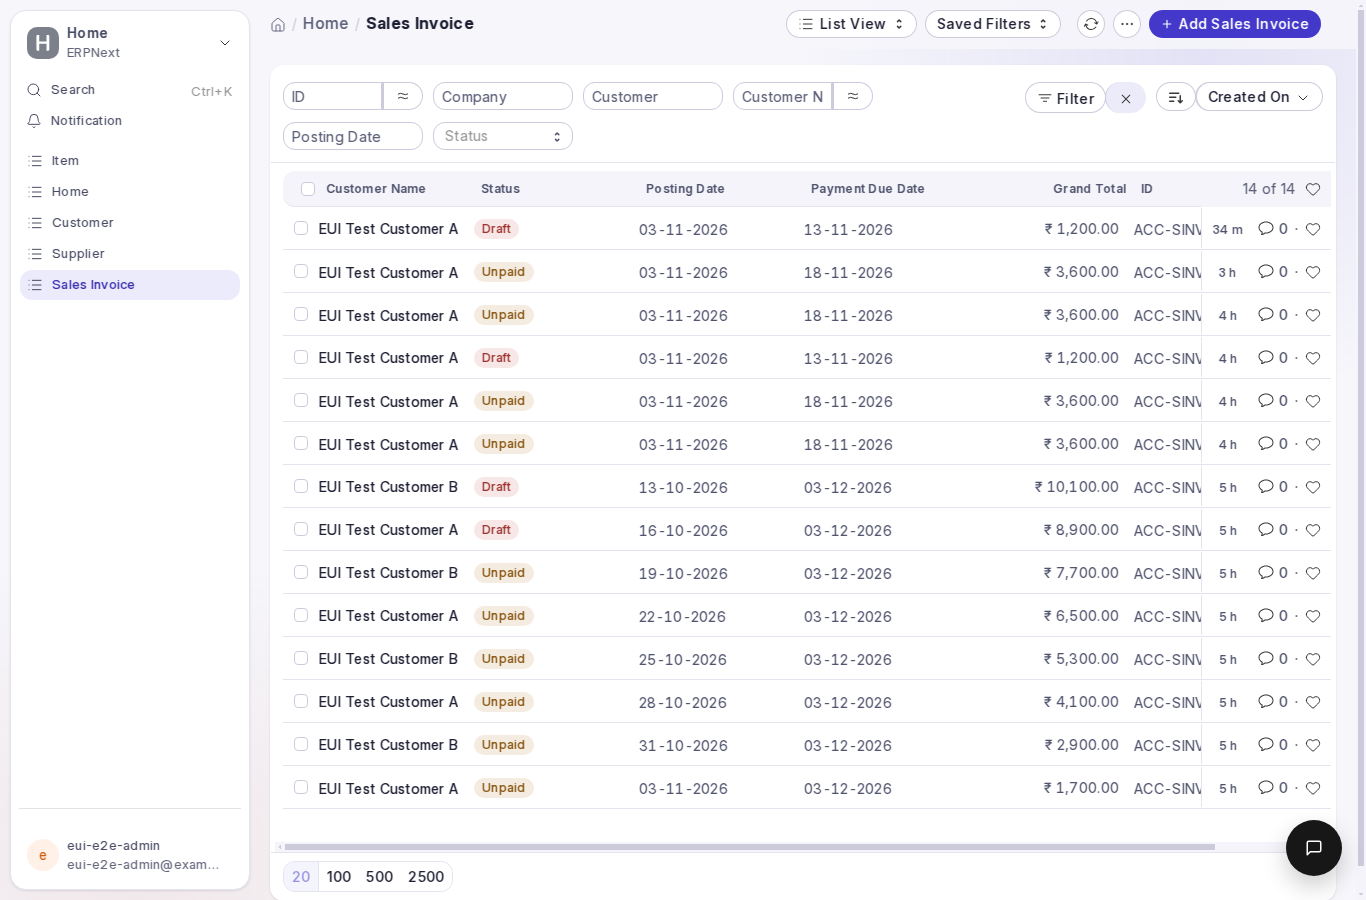 H Home
ERPNext
Search Ctrl+K
Notification
Item
Home
Customer
Supplier
Sales Invoice
e eui-e2e-admin
eui-e2e-admin@exam...
/ Home / Sales Invoice
List View Saved Filters ··· + Add Sales Invoice
ID ≈ Company Customer Customer N ≈ Filter × Created On
Posting Date Status
Customer Name Status Posting Date Payment Due Date Grand Total ID 14 of 14
EUI Test Customer A Draft 03-11-2026 13-11-2026 ₹ 1,200.00 ACC-SINV 34 m 0 ·
EUI Test Customer A Unpaid 03-11-2026 18-11-2026 ₹ 3,600.00 ACC-SINV 3 h 0 ·
EUI Test Customer A Unpaid 03-11-2026 18-11-2026 ₹ 3,600.00 ACC-SINV 4 h 0 ·
EUI Test Customer A Draft 03-11-2026 13-11-2026 ₹ 1,200.00 ACC-SINV 4 h 0 ·
EUI Test Customer A Unpaid 03-11-2026 18-11-2026 ₹ 3,600.00 ACC-SINV 4 h 0 ·
EUI Test Customer A Unpaid 03-11-2026 18-11-2026 ₹ 3,600.00 ACC-SINV 4 h 0 ·
EUI Test Customer B Draft 13-10-2026 03-12-2026 ₹ 10,100.00 ACC-SINV 5 h 0 ·
EUI Test Customer A Draft 16-10-2026 03-12-2026 ₹ 8,900.00 ACC-SINV 5 h 0 ·
EUI Test Customer B Unpaid 19-10-2026 03-12-2026 ₹ 7,700.00 ACC-SINV 5 h 0 ·
EUI Test Customer A Unpaid 22-10-2026 03-12-2026 ₹ 6,500.00 ACC-SINV 5 h 0 ·
EUI Test Customer B Unpaid 25-10-2026 03-12-2026 ₹ 5,300.00 ACC-SINV 5 h 0 ·
EUI Test Customer A Unpaid 28-10-2026 03-12-2026 ₹ 4,100.00 ACC-SINV 5 h 0 ·
EUI Test Customer B Unpaid 31-10-2026 03-12-2026 ₹ 2,900.00 ACC-SINV 5 h 0 ·
EUI Test Customer A Unpaid 03-11-2026 03-12-2026 ₹ 1,700.00 ACC-SINV 5 h 0 ·
20 100 500 2500